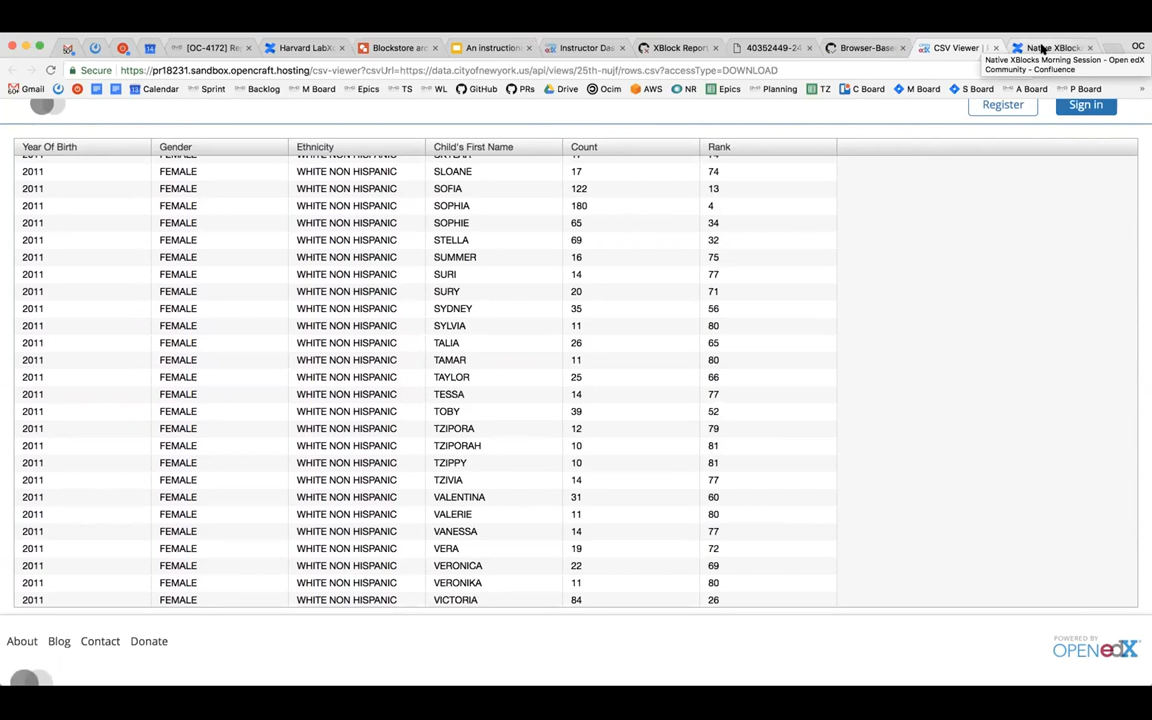 [OC-4172] Re
Harvard LabX
Blockstore arc
An instruction
Instructor Das
XBlock Report
40352449-24
Browser-Base
CSV Viewer |
Native XBlocks
OC
Secure https://pr18231.sandbox.opencraft.hosting/csv-viewer?csvUrl=https://data.cityofnewyork.us/api/views/25th-nujf/rows.csv?accessType=DOWNLOAD
Native XBlocks Morning Session - Open edX
Community - Confluence
Gmail Calendar Sprint Backlog M Board Epics TS WL GitHub PRs Drive Ocim AWS NR Epics Planning TZ C Board M Board S Board A Board P Board »
Register Sign in
Year Of Birth Gender Ethnicity Child's First Name Count Rank
2011 FEMALE WHITE NON HISPANIC SKYLAR 17 74
2011 FEMALE WHITE NON HISPANIC SLOANE 17 74
2011 FEMALE WHITE NON HISPANIC SOFIA 122 13
2011 FEMALE WHITE NON HISPANIC SOPHIA 180 4
2011 FEMALE WHITE NON HISPANIC SOPHIE 65 34
2011 FEMALE WHITE NON HISPANIC STELLA 69 32
2011 FEMALE WHITE NON HISPANIC SUMMER 16 75
2011 FEMALE WHITE NON HISPANIC SURI 14 77
2011 FEMALE WHITE NON HISPANIC SURY 20 71
2011 FEMALE WHITE NON HISPANIC SYDNEY 35 56
2011 FEMALE WHITE NON HISPANIC SYLVIA 11 80
2011 FEMALE WHITE NON HISPANIC TALIA 26 65
2011 FEMALE WHITE NON HISPANIC TAMAR 11 80
2011 FEMALE WHITE NON HISPANIC TAYLOR 25 66
2011 FEMALE WHITE NON HISPANIC TESSA 14 77
2011 FEMALE WHITE NON HISPANIC TOBY 39 52
2011 FEMALE WHITE NON HISPANIC TZIPORA 12 79
2011 FEMALE WHITE NON HISPANIC TZIPORAH 10 81
2011 FEMALE WHITE NON HISPANIC TZIPPY 10 81
2011 FEMALE WHITE NON HISPANIC TZIVIA 14 77
2011 FEMALE WHITE NON HISPANIC VALENTINA 31 60
2011 FEMALE WHITE NON HISPANIC VALERIE 11 80
2011 FEMALE WHITE NON HISPANIC VANESSA 14 77
2011 FEMALE WHITE NON HISPANIC VERA 19 72
2011 FEMALE WHITE NON HISPANIC VERONICA 22 69
2011 FEMALE WHITE NON HISPANIC VERONIKA 11 80
2011 FEMALE WHITE NON HISPANIC VICTORIA 84 26
About Blog Contact Donate
POWERED BY
OPEN edX